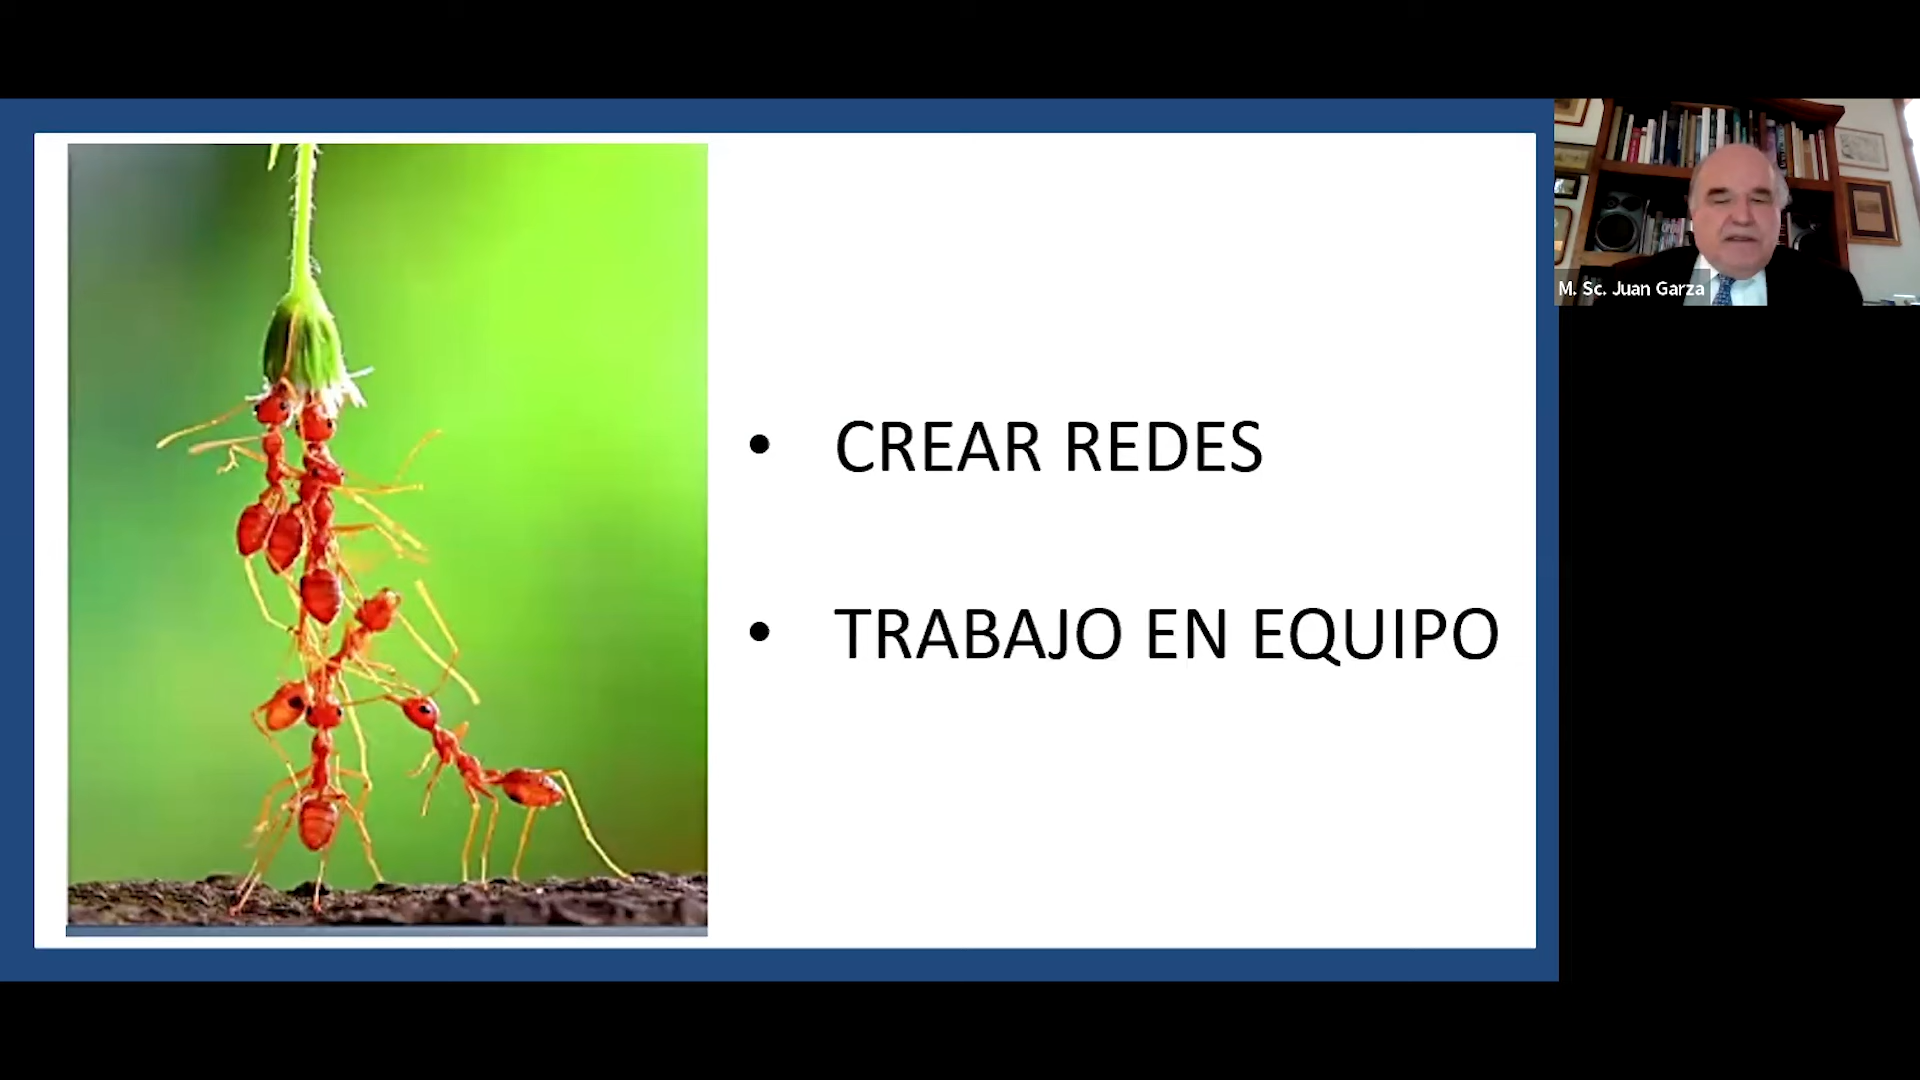 • CREAR REDES
• TRABAJO EN EQUIPO
M. Sc. Juan Garza